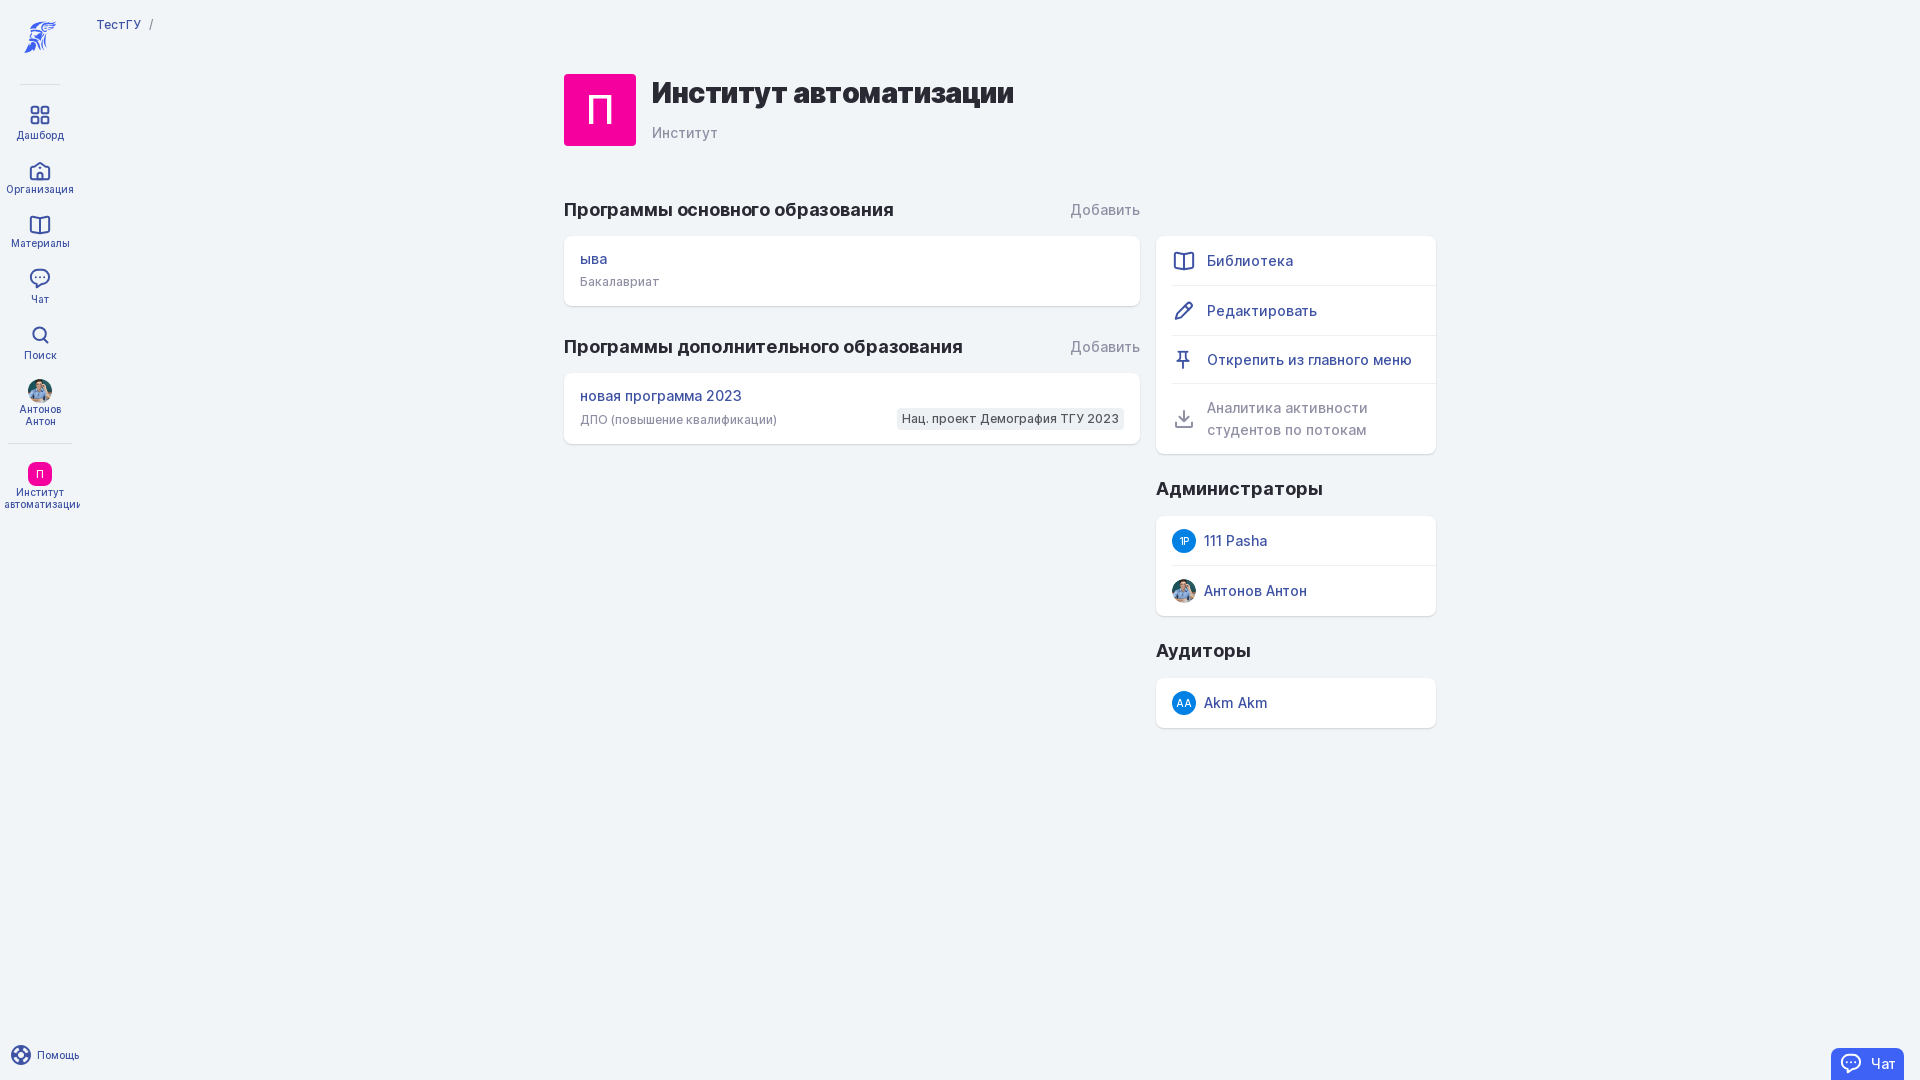 ТестГУ /
Дашборд
Организация
Материалы
Чат
Поиск
Антонов
Антон
П
Институт
автоматизации
Помощь
П
Институт автоматизации
Институт
Программы основного образования
Добавить
ыва
Бакалавриат
Программы дополнительного образования
Добавить
новая программа 2023
ДПО (повышение квалификации)
Нац. проект Демография ТГУ 2023
Библиотека
Редактировать
Открепить из главного меню
Аналитика активности
студентов по потокам
Администраторы
1P
111 Pasha
Антонов Антон
Аудиторы
AA
Akm Akm
Чат